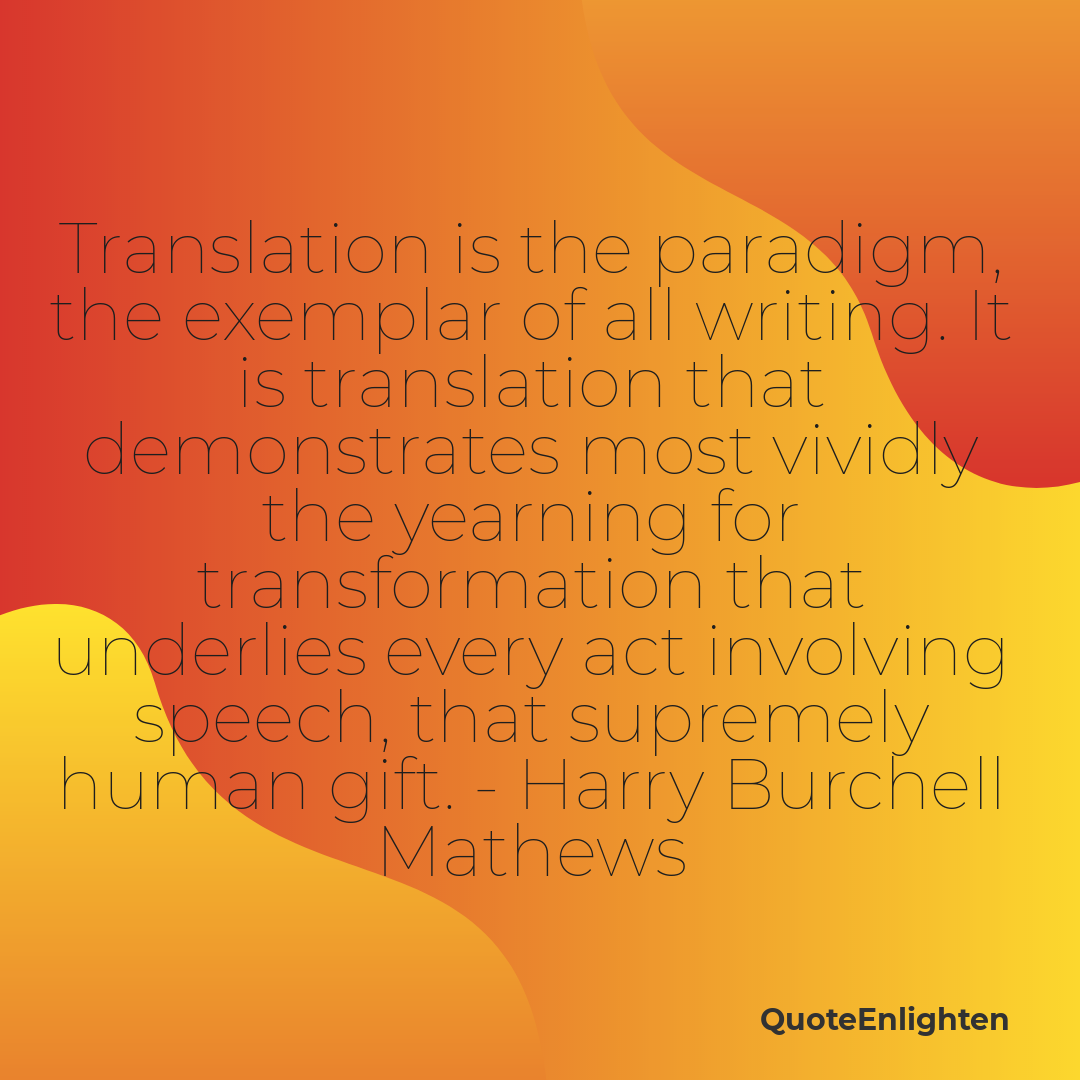 Translation is the paradigm,
the exemplar of all writing. It
is translation that
demonstrates most vividly
the yearning for
transformation that
underlies every act involving
speech, that supremely
human gift. - Harry Burchell
Mathews
QuoteEnlighten